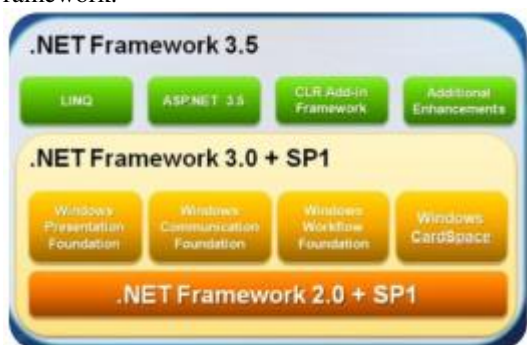 ramework.
.NET Framework 3.5
LINQ
ASP.NET 3.5
CLR Add-in
Framework
Additional
Enhancements
.NET Framework 3.0 + SP1
Windows
Presentation
Foundation
Windows
Communication
Foundation
Windows
Workflow
Foundation
Windows
CardSpace
.NET Framework 2.0 + SP1